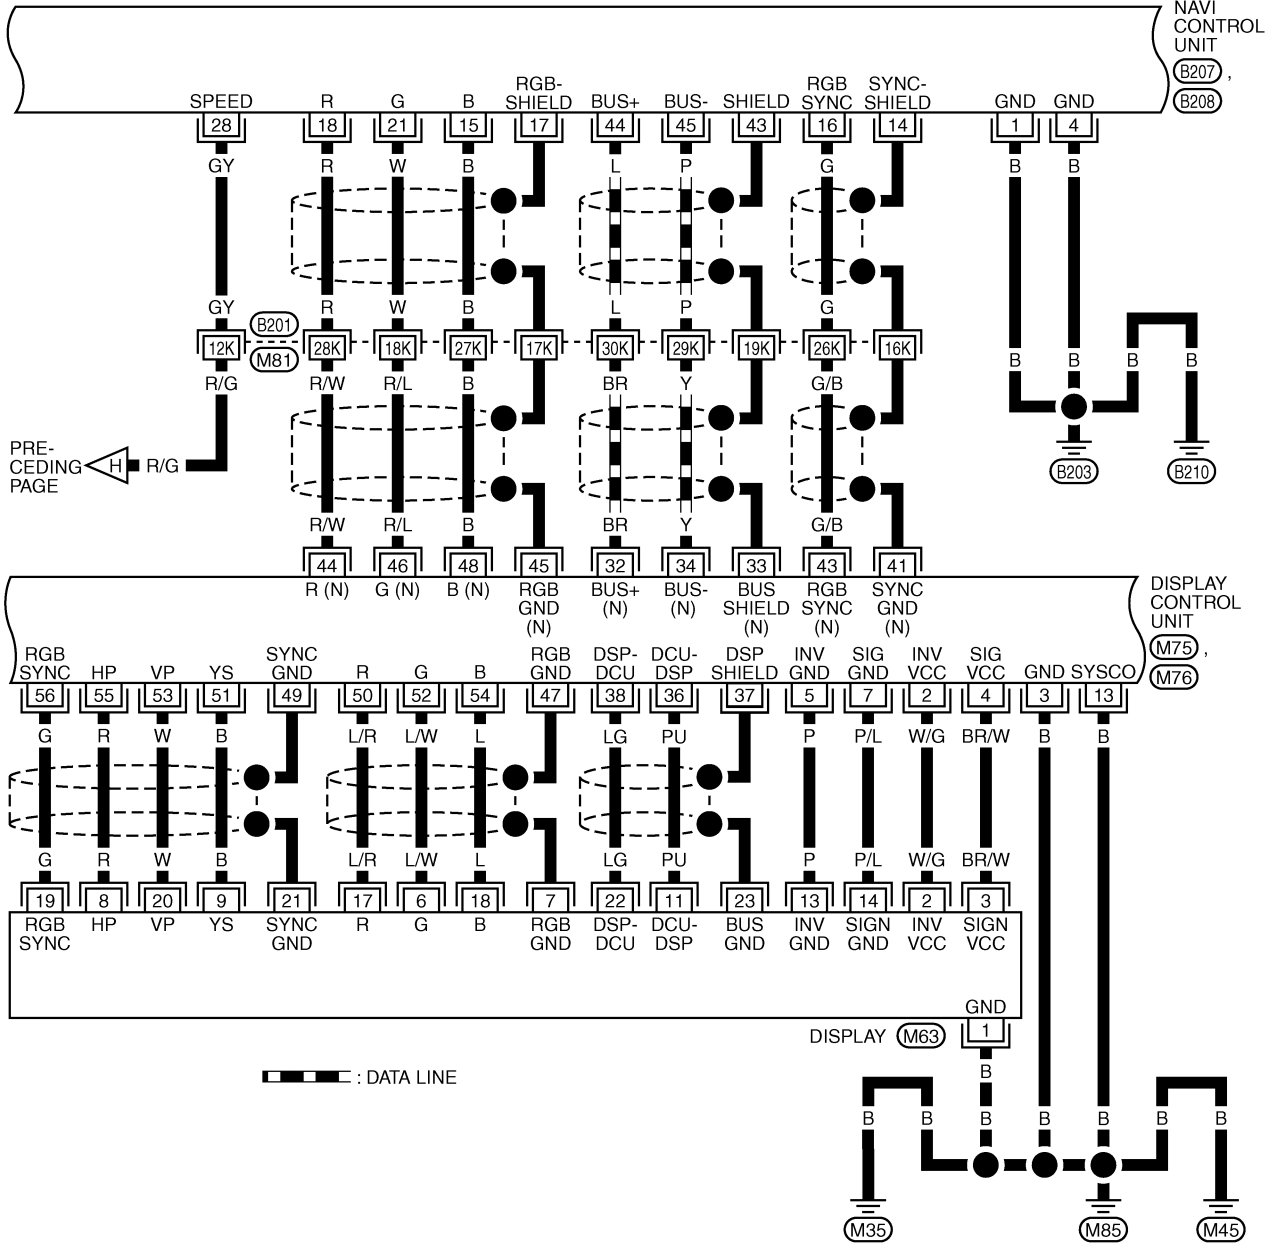 NAVI
CONTROL
UNIT
B207 ,
B208
RGB- RGB SYNC-
SPEED R G B SHIELD BUS+ BUS- SHIELD SYNC SHIELD GND GND
28 18 21 15 17 44 45 43 16 14 1 4
GY R W B L P G B B
GY R W B L P G
B201
12K 28K 18K 27K 17K 30K 29K 19K 26K 16K
M81
B B B B
R/G R/W R/L B BR Y G/B
PRE-
CEDING
PAGE
H R/G
B203 B210
R/W R/L B BR Y G/B
44 46 48 45 32 34 33 43 41
R (N) G (N) B (N) RGB BUS+ BUS- BUS RGB SYNC
GND (N) (N) SHIELD SYNC GND
(N) (N) (N) (N)
DISPLAY
CONTROL
UNIT
M75 ,
M76
RGB SYNC RGB DSP- DCU- DSP INV SIG INV SIG
SYNC HP VP YS GND R G B GND DCU DSP SHIELD GND GND VCC VCC GND SYSCO
56 55 53 51 49 50 52 54 47 38 36 37 5 7 2 4 3 13
G R W B L/R L/W L LG PU P P/L W/G BR/W B B
G R W B L/R L/W L LG PU P P/L W/G BR/W
19 8 20 9 21 17 6 18 7 22 11 23 13 14 2 3
RGB HP VP YS SYNC R G B RGB DSP- DCU- BUS INV SIGN INV SIGN
SYNC GND GND DCU DSP GND GND GND VCC VCC
GND
DISPLAY M63 1
: DATA LINE
B
B B B B B B B
M35 M85 M45